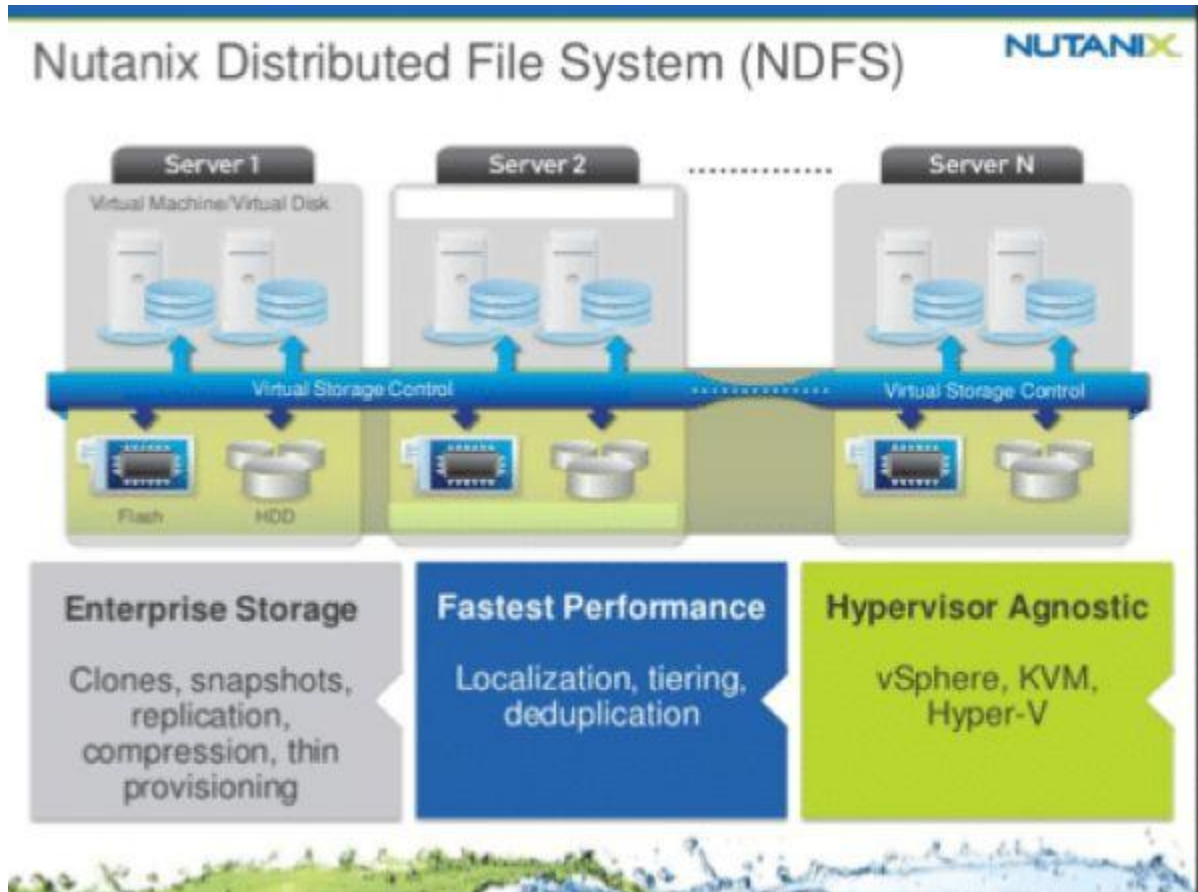 Nutanix Distributed File System (NDFS)
NUTANIX
Server 1
Server 2
Server N
Virtual Machine/Virtual Disk
Virtual Storage Control
Virtual Storage Control
Flash
HDD
Enterprise Storage
Clones, snapshots,
replication,
compression, thin
provisioning
Fastest Performance
Localization, tiering,
deduplication
Hypervisor Agnostic
vSphere, KVM,
Hyper-V